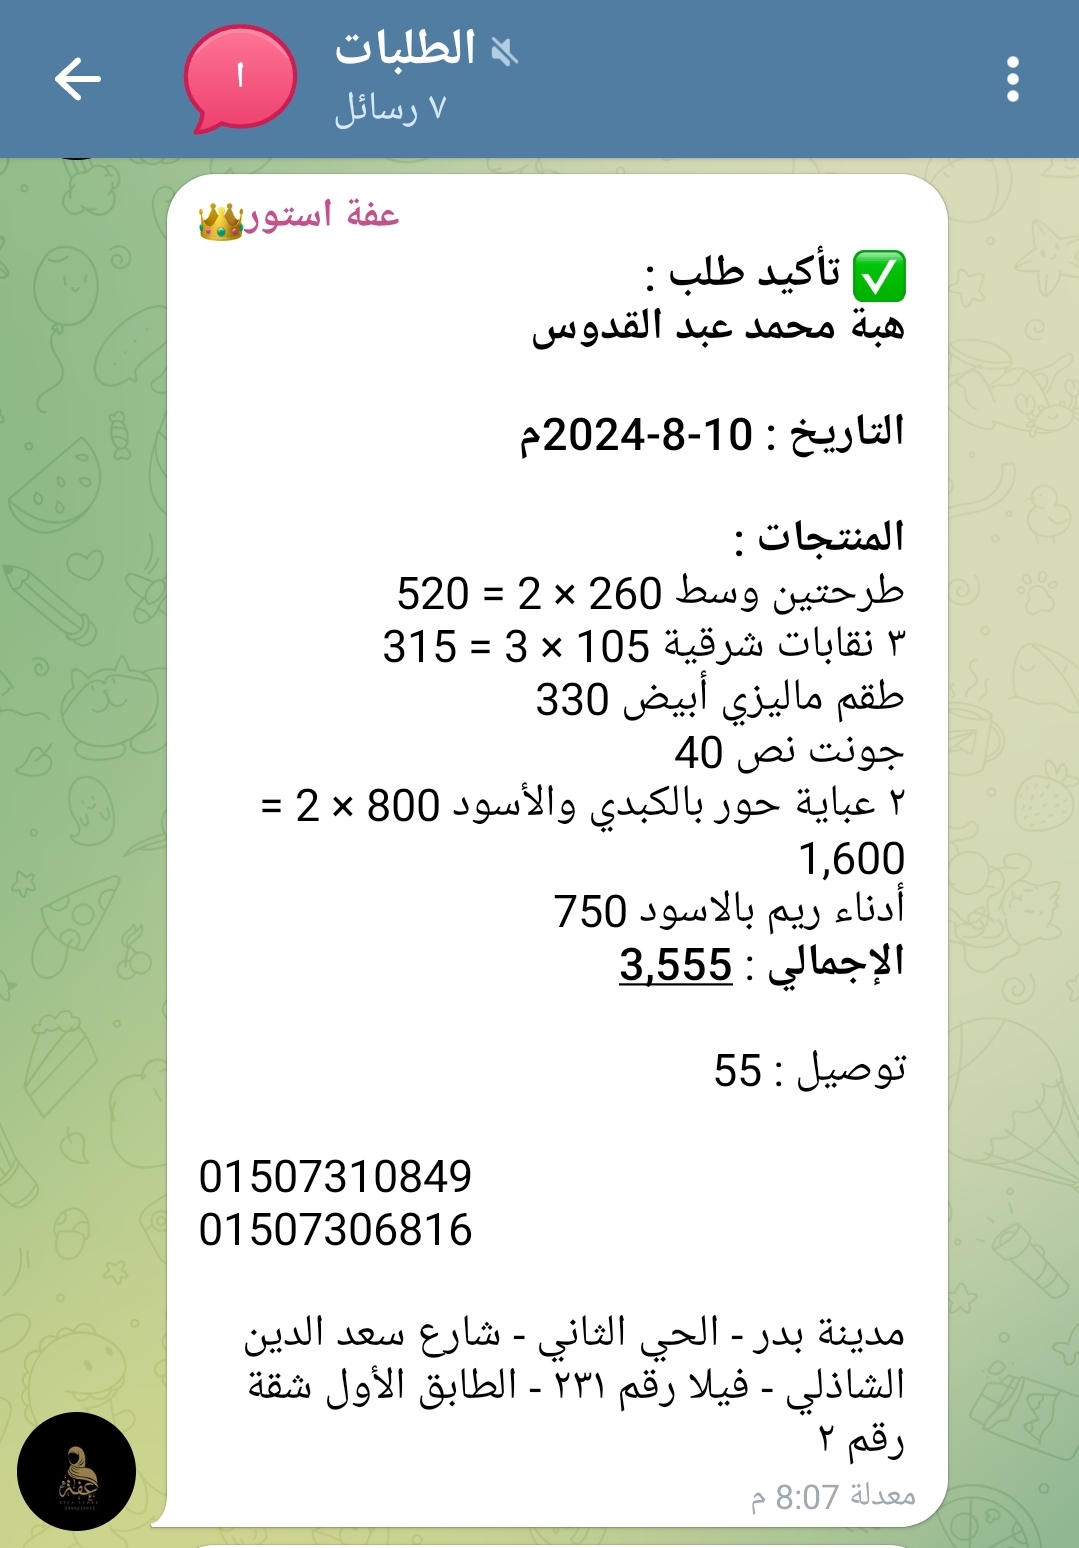 الطلبات
٧ رسائل
ا
عفة استور👑
✅ تأكيد طلب :
هبة محمد عبد القدوس
التاريخ : 10-8-2024م
المنتجات :
طرحتين وسط 260 × 2 = 520
٣ نقابات شرقية 105 × 3 = 315
طقم ماليزي أبيض 330
جونت نص 40
٢ عباية حور بالكبدي والأسود 800 × 2 =
1,600
أدناء ريم بالاسود 750
الإجمالي : 3,555
توصيل : 55
01507310849
01507306816
مدينة بدر - الحي الثاني - شارع سعد الدين
الشاذلي - فيلا رقم ٢٣١ - الطابق الأول شقة
رقم ٢
معدلة 8:07 م
عفة